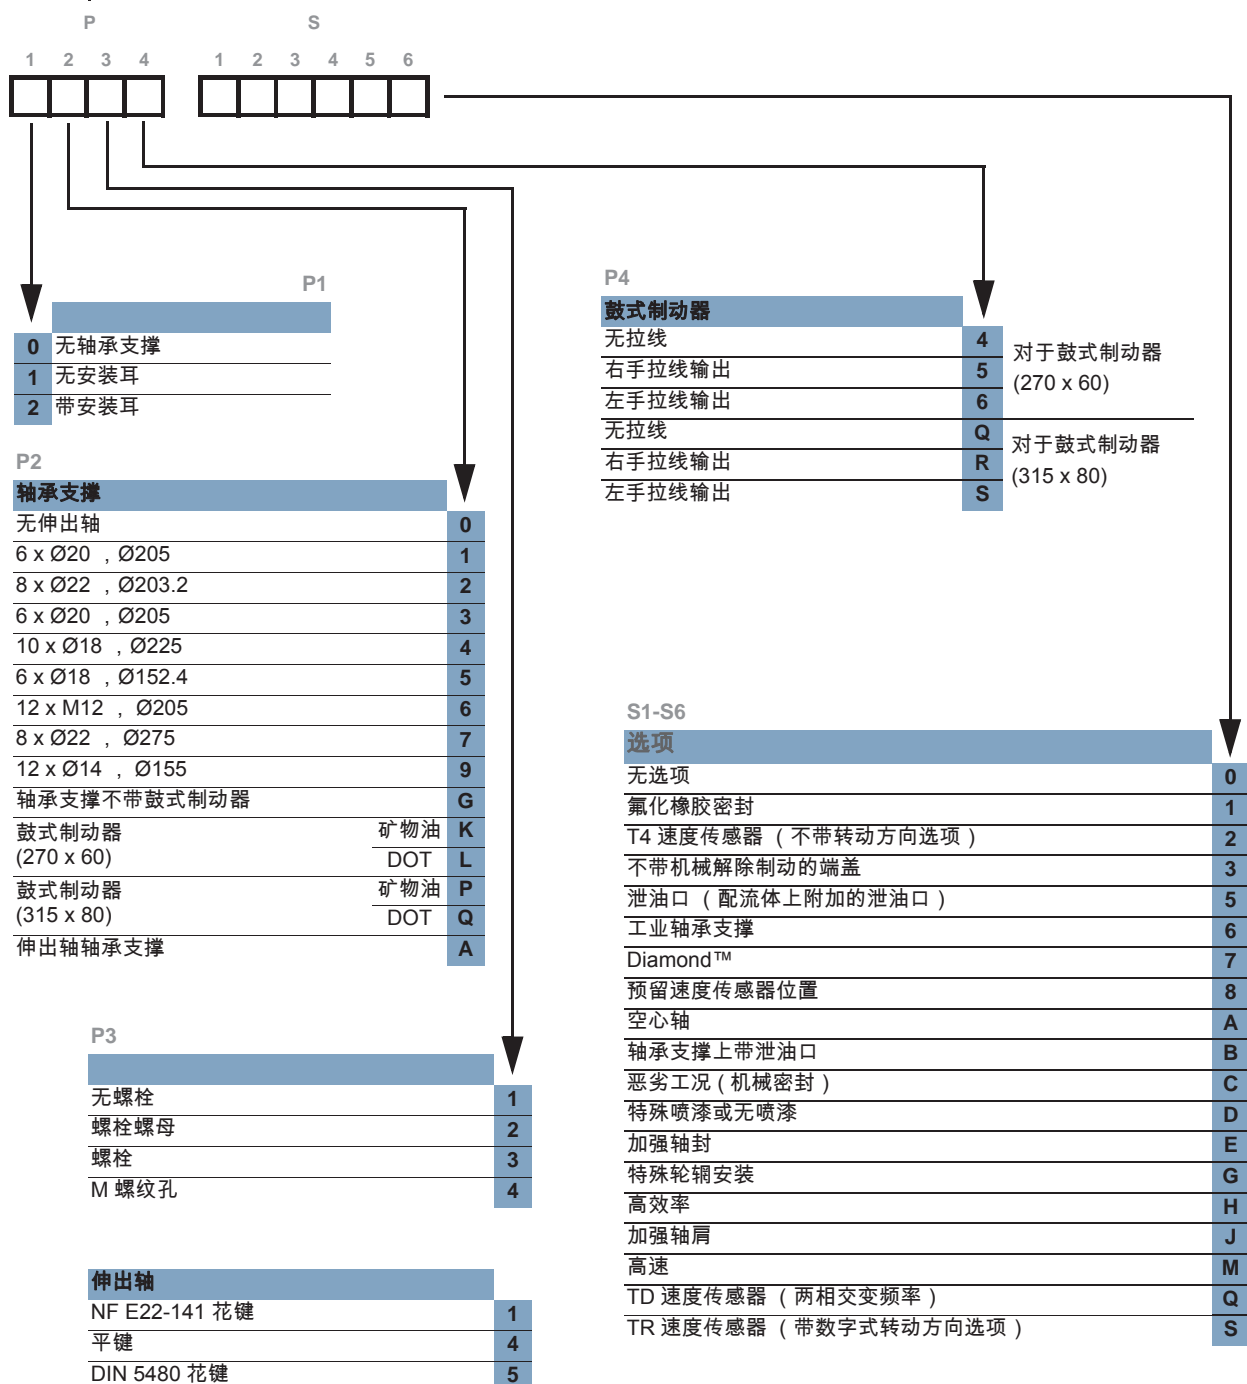 P S
1 2 3 4 1 2 3 4 5 6
P1
0 无轴承支撑
1 无安装耳
2 带安装耳
P2
轴承支撑
无伸出轴 0
6 x Ø20 , Ø205 1
8 x Ø22 , Ø203.2 2
6 x Ø20 , Ø205 3
10 x Ø18 , Ø225 4
6 x Ø18 , Ø152.4 5
12 x M12 , Ø205 6
8 x Ø22 , Ø275 7
12 x Ø14 , Ø155 9
轴承支撑不带鼓式制动器 G
鼓式制动器 矿物油 K
(270 x 60) DOT L
鼓式制动器 矿物油 P
(315 x 80) DOT Q
伸出轴轴承支撑 A
P3
无螺栓 1
螺栓螺母 2
螺栓 3
M 螺纹孔 4
伸出轴
NF E22-141 花键 1
平键 4
DIN 5480 花键 5
P4
鼓式制动器
无拉线 4
右手拉线输出 5
左手拉线输出 6
对于鼓式制动器
(270 x 60)
无拉线 Q
右手拉线输出 R
左手拉线输出 S
对于鼓式制动器
(315 x 80)
S1-S6
选项
无选项 0
氟化橡胶密封 1
T4 速度传感器 ( 不带转动方向选项 ) 2
不带机械解除制动的端盖 3
泄油口 ( 配流体上附加的泄油口 ) 5
工业轴承支撑 6
Diamond™ 7
预留速度传感器位置 8
空心轴 A
轴承支撑上带泄油口 B
恶劣工况 ( 机械密封 ) C
特殊喷漆或无喷漆 D
加强轴封 E
特殊轮辋安装 G
高效率 H
加强轴肩 J
高速 M
TD 速度传感器 ( 两相交变频率 ) Q
TR 速度传感器 ( 带数字式转动方向选项 ) S